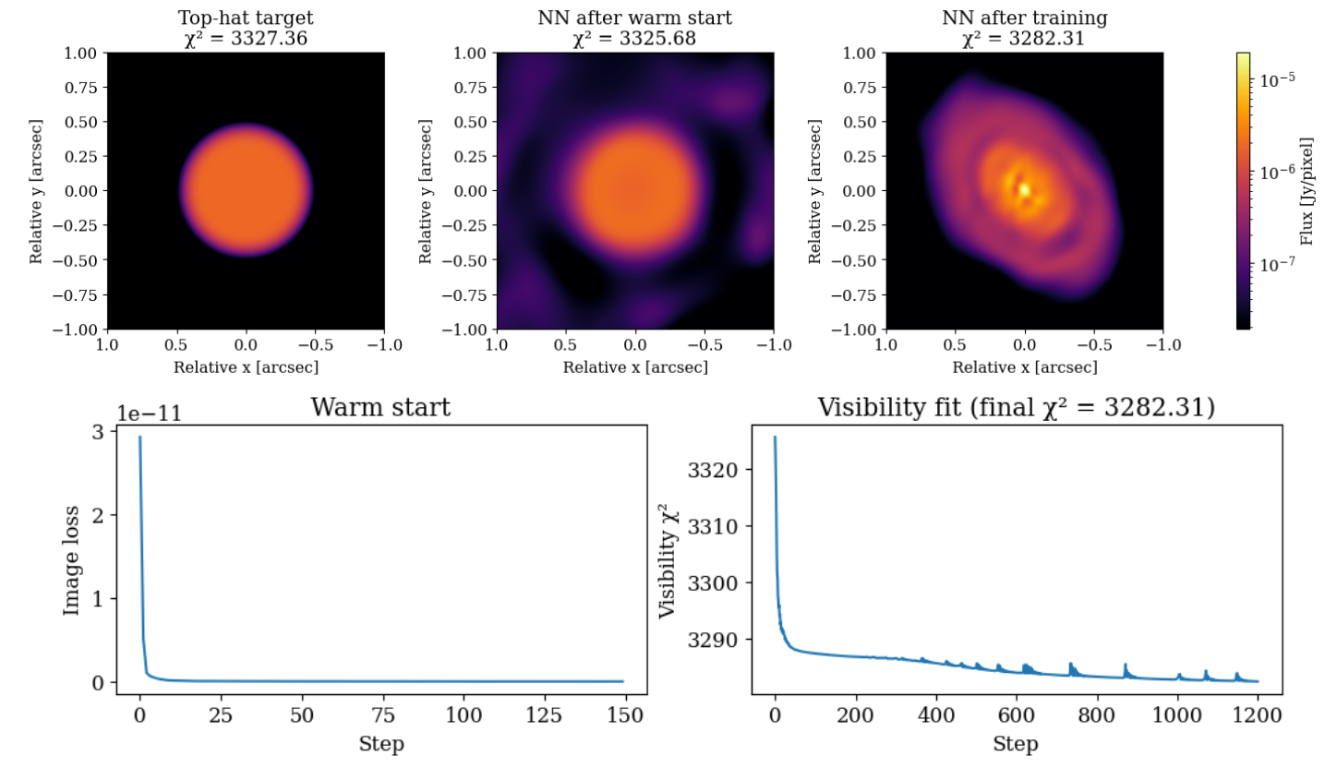 Top-hat target
χ² = 3327.36
NN after warm start
χ² = 3325.68
NN after training
χ² = 3282.31
1.00
0.75
0.50
0.25
0.00
−0.25
−0.50
−0.75
−1.00
Relative y [arcsec]
1.0 0.5 0.0 −0.5 −1.0
Relative x [arcsec]
1.00
0.75
0.50
0.25
0.00
−0.25
−0.50
−0.75
−1.00
Relative y [arcsec]
1.0 0.5 0.0 −0.5 −1.0
Relative x [arcsec]
1.00
0.75
0.50
0.25
0.00
−0.25
−0.50
−0.75
−1.00
Relative y [arcsec]
1.0 0.5 0.0 −0.5 −1.0
Relative x [arcsec]
10⁻⁵
10⁻⁶
10⁻⁷
Flux [Jy/pixel]
Warm start
1e−11
3
2
1
0
Image loss
0 25 50 75 100 125 150
Step
Visibility fit (final χ² = 3282.31)
3320
3310
3300
3290
Visibility χ²
0 200 400 600 800 1000 1200
Step